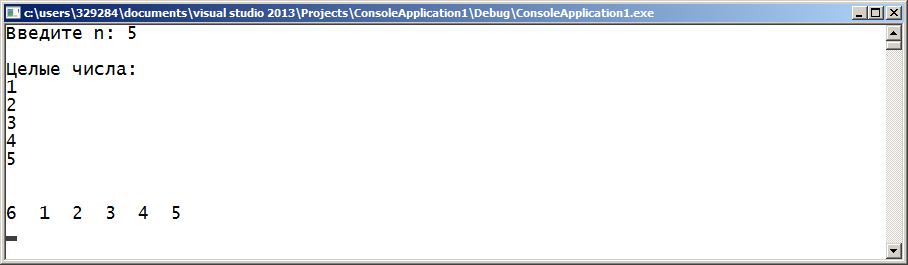 c:\users\329284\documents\visual studio 2013\Projects\ConsoleApplication1\Debug\ConsoleApplication1.exe
Введите n: 5
Целые числа:
1
2
3
4
5
6 1 2 3 4 5